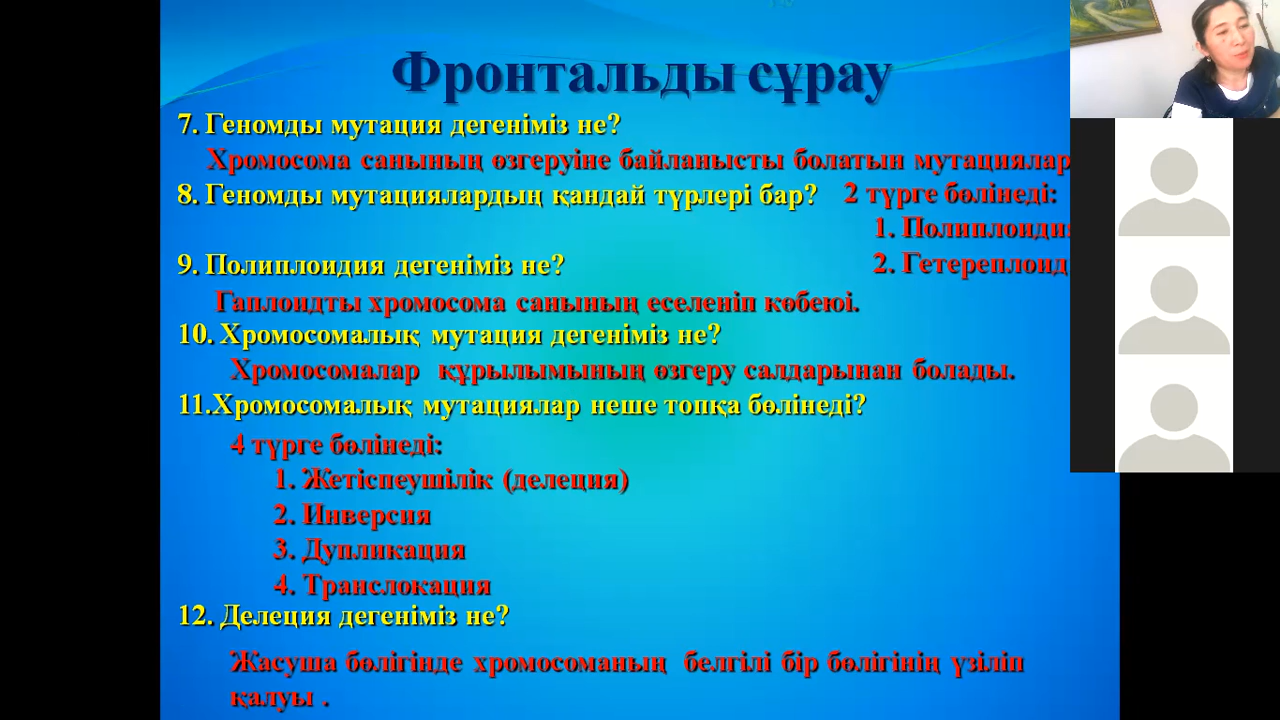 Фронтальды сұрау
7. Геномды мутация дегеніміз не?
Хромосома санының өзгеруіне байланысты болатын мутациялар
8. Геномды мутациялардың қандай түрлері бар? 2 түрге бөлінеді:
1. Полиплоидия
9. Полиплоидия дегеніміз не? 2. Гетереплоид
Гаплоидты хромосома санының еселеніп көбеюі.
10. Хромосомалық мутация дегеніміз не?
Хромосомалар құрылымының өзгеру салдарынан болады.
11.Хромосомалық мутациялар неше топқа бөлінеді?
4 түрге бөлінеді:
1. Жетіспеушілік (делеция)
2. Инверсия
3. Дупликация
4. Транслокация
12. Делеция дегеніміз не?
Жасуша бөлігінде хромосоманың белгілі бір бөлігінің үзіліп
қалуы .